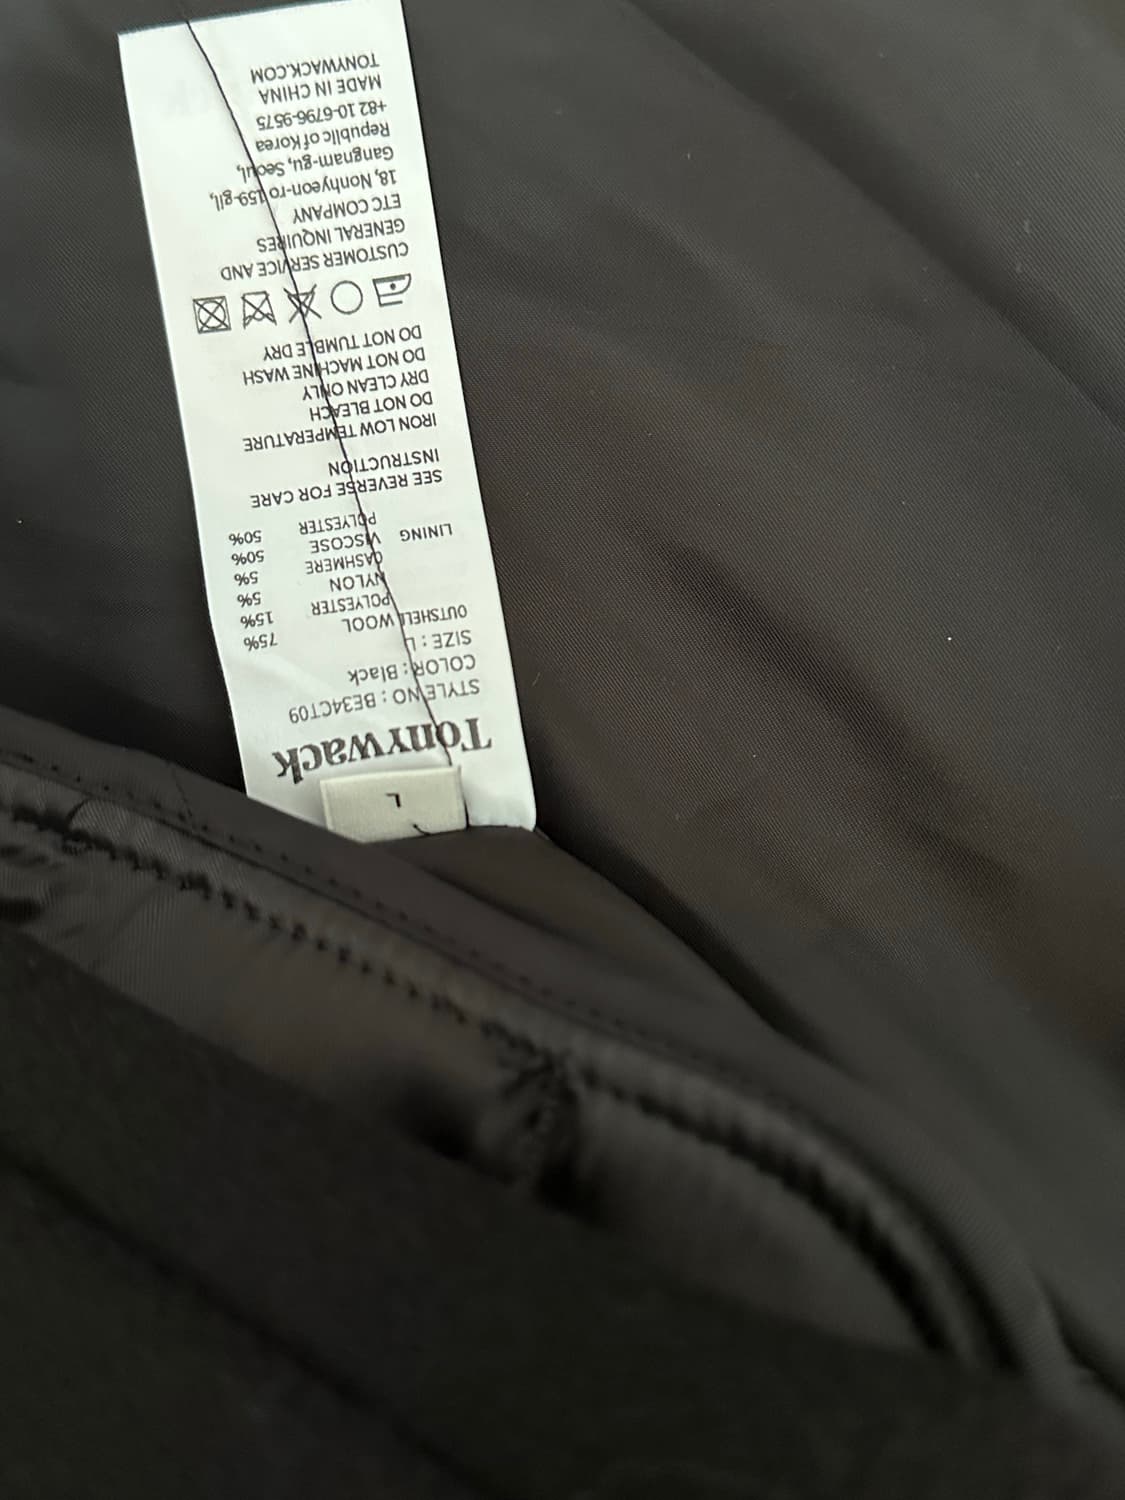 L
Tonywack
STYLE NO : BE34CT09
COLOR : Black
SIZE : L
OUTSHELL WOOL 75%
POLYESTER 15%
NYLON 5%
CASHMERE 5%
LINING VISCOSE 50%
POLYESTER 50%
SEE REVERSE FOR CARE
INSTRUCTION
IRON LOW TEMPERATURE
DO NOT BLEACH
DRY CLEAN ONLY
DO NOT MACHINE WASH
DO NOT TUMBLE DRY
CUSTOMER SERVICE AND
GENERAL INQUIRES
ETC COMPANY
18, Nonhyeon-ro 159-gil,
Gangnam-gu, Seoul,
Republic of Korea
+82 10-6796-9575
MADE IN CHINA
TONYWACK.COM